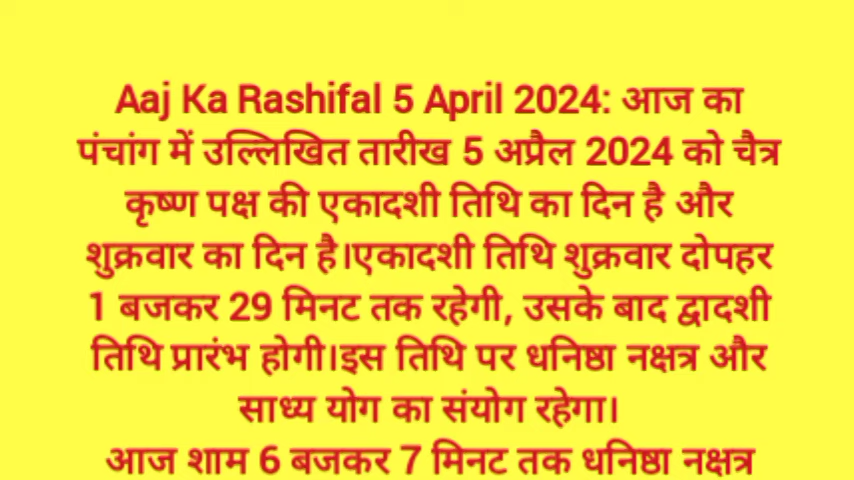 Aaj Ka Rashifal 5 April 2024: आज का
पंचांग में उल्लिखित तारीख 5 अप्रैल 2024 को चैत्र
कृष्ण पक्ष की एकादशी तिथि का दिन है और
शुक्रवार का दिन है।एकादशी तिथि शुक्रवार दोपहर
1 बजकर 29 मिनट तक रहेगी, उसके बाद द्वादशी
तिथि प्रारंभ होगी।इस तिथि पर धनिष्ठा नक्षत्र और
साध्य योग का संयोग रहेगा।
आज शाम 6 बजकर 7 मिनट तक धनिष्ठा नक्षत्र